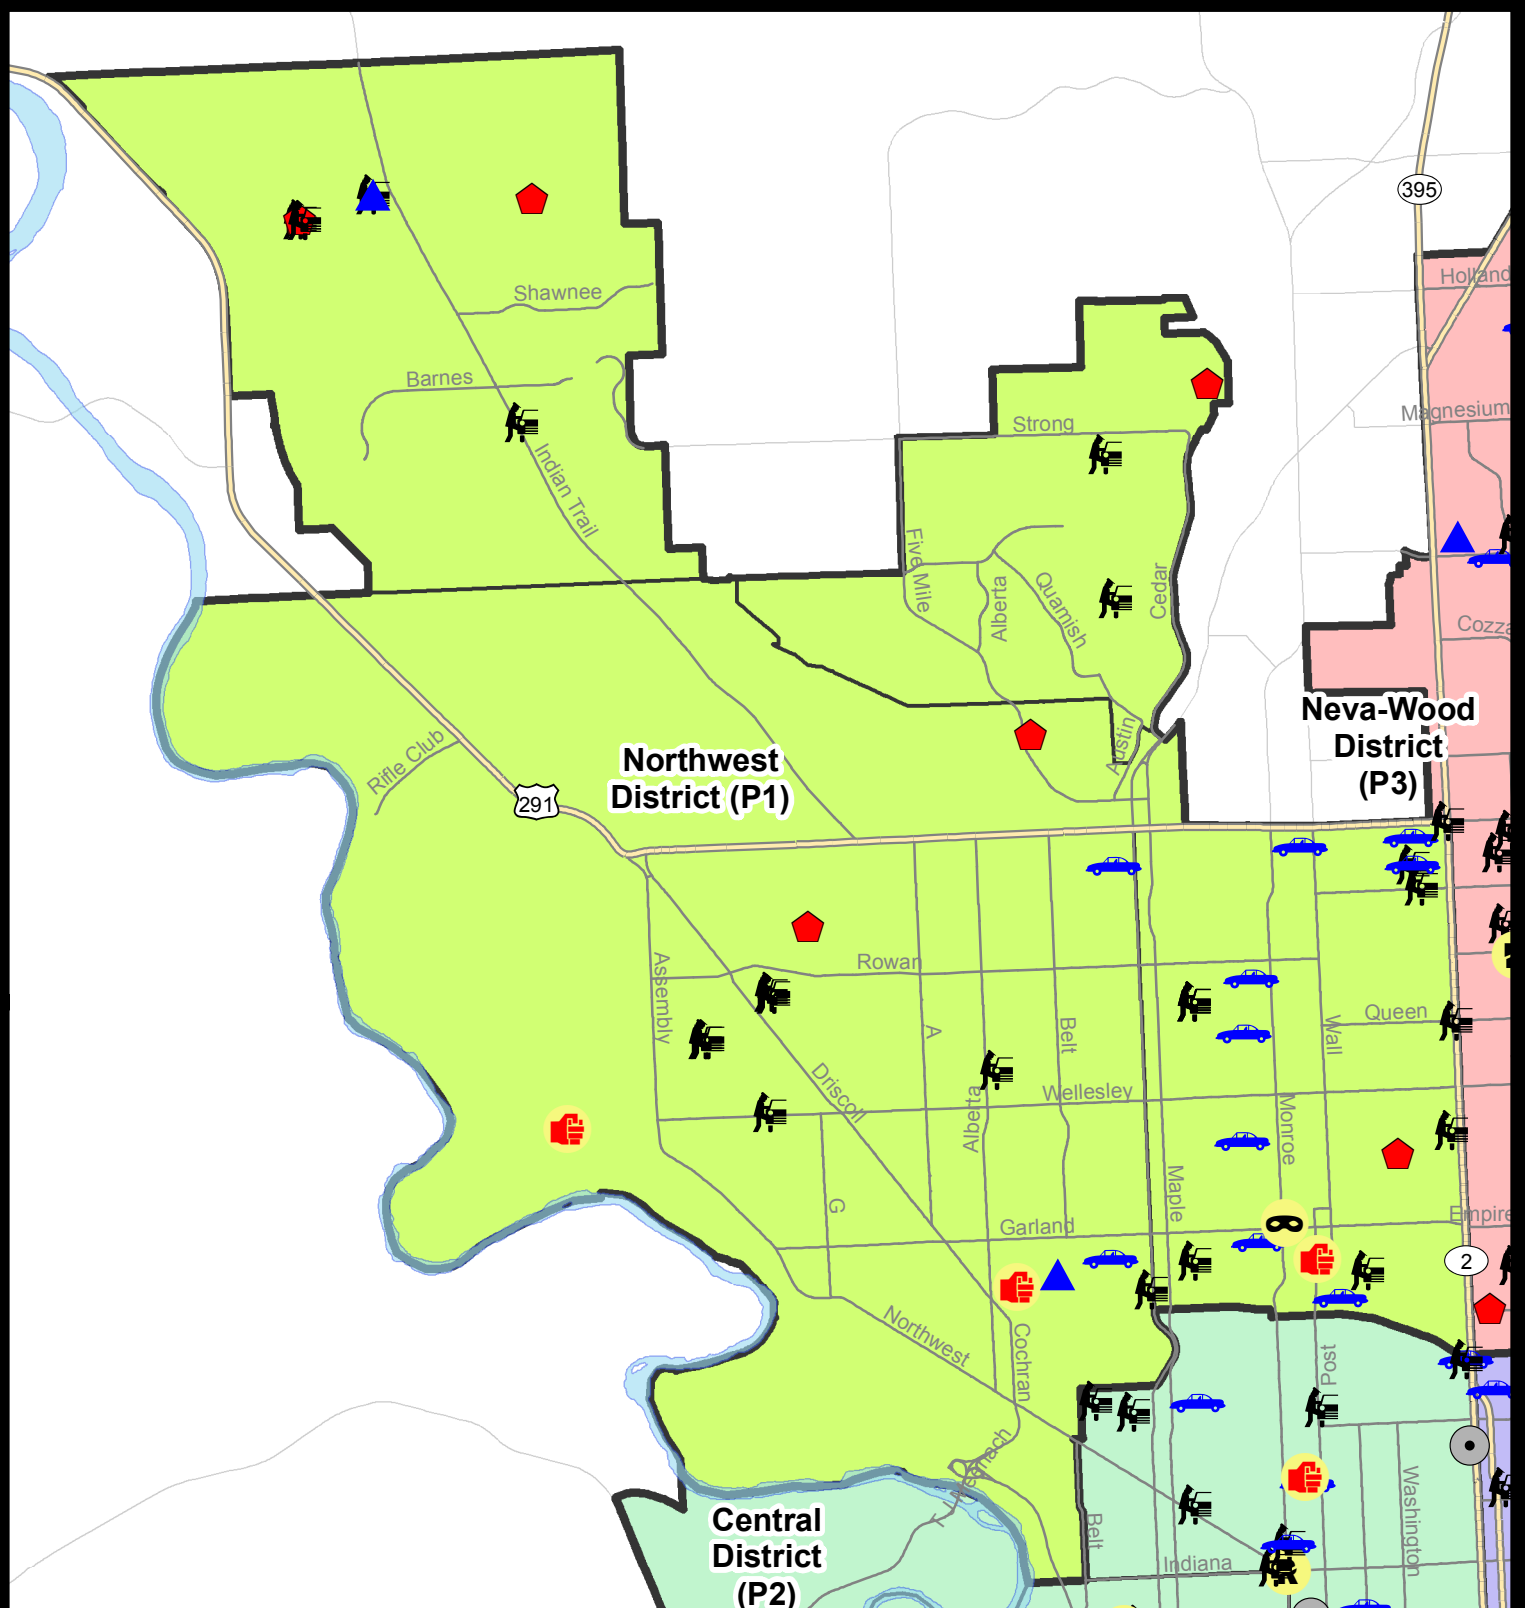 395
Holland
Shawnee
Barnes
Magnesium
Strong
Indian Trail
Five Mile
Alberta
Quamish
Cedar
Cozza
Neva-Wood
District
(P3)
Austin
Rifle Club
Northwest
District (P1)
291
Rowan
Assembly
A
Belt
Wall
Queen
Driscoll
Alberta
Wellesley
Monroe
Maple
G
Garland
Empire
2
Northwest
Cochran
Post
Washington
Belt
Indiana
Central
District
(P2)